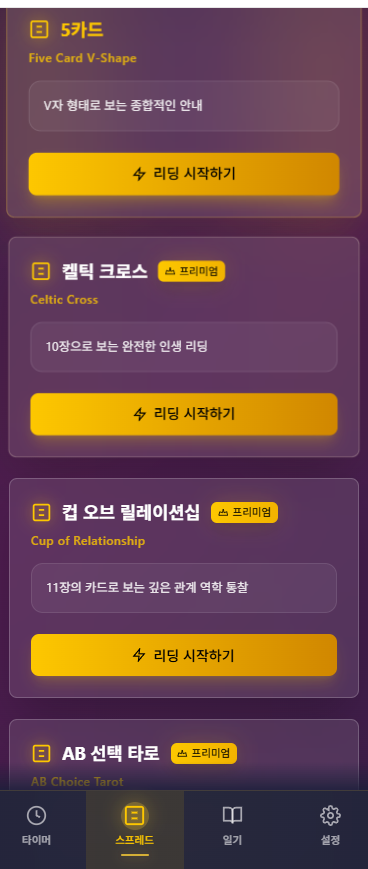 5카드
Five Card V-Shape
V자 형태로 보는 종합적인 안내
리딩 시작하기
켈틱 크로스 프리미엄
Celtic Cross
10장으로 보는 완전한 인생 리딩
리딩 시작하기
컵 오브 릴레이션십 프리미엄
Cup of Relationship
11장의 카드로 보는 깊은 관계 역학 통찰
리딩 시작하기
AB 선택 타로 프리미엄
AB Choice Tarot
타이머 스프레드 일기 설정